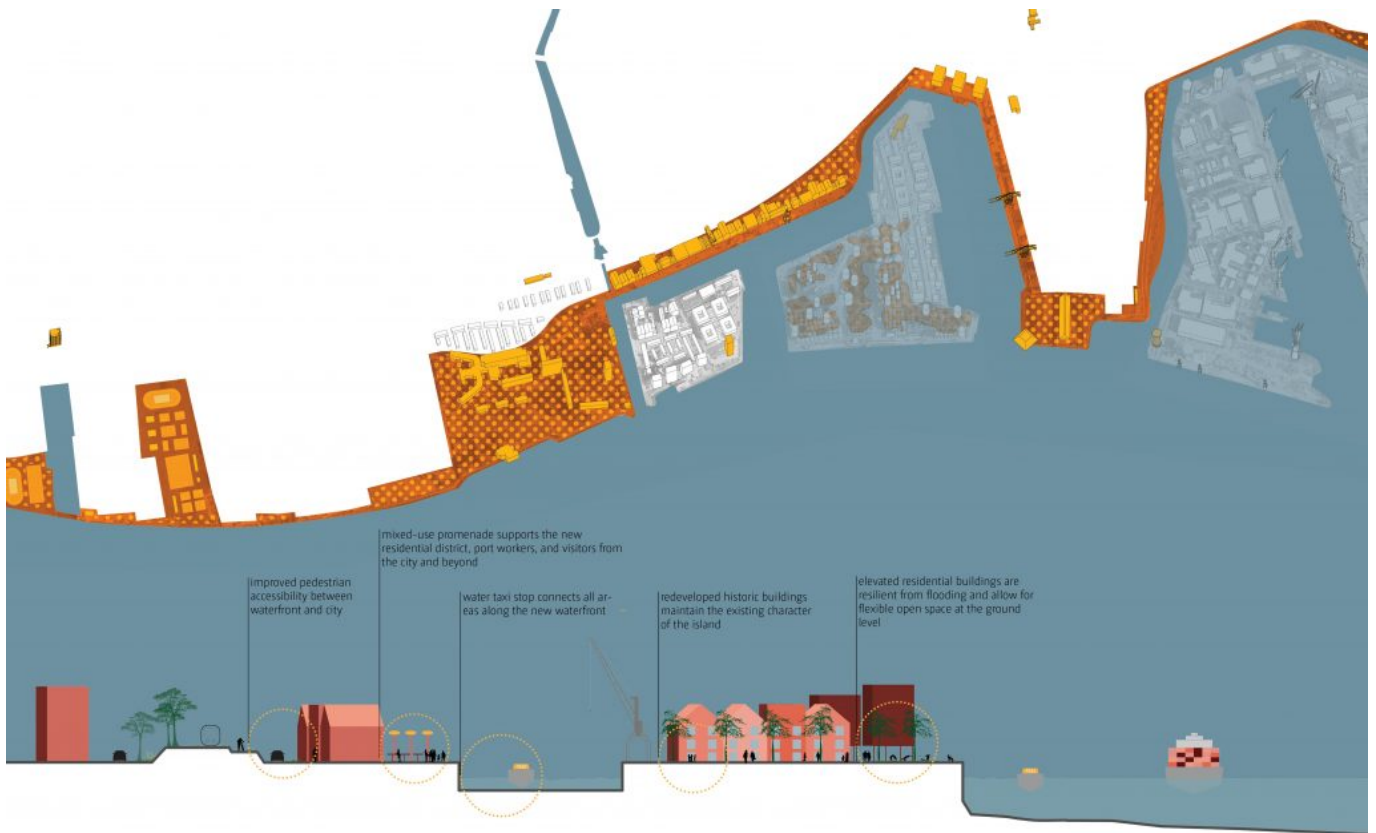 mixed-use promenade supports the new
residential district, port workers, and visitors from
the city and beyond
improved pedestrian
accessibility between
waterfront and city
water taxi stop connects all ar-
eas along the new waterfront
redeveloped historic buildings
maintain the existing character
of the island
elevated residential buildings are
resilient from flooding and allow for
flexible open space at the ground
level